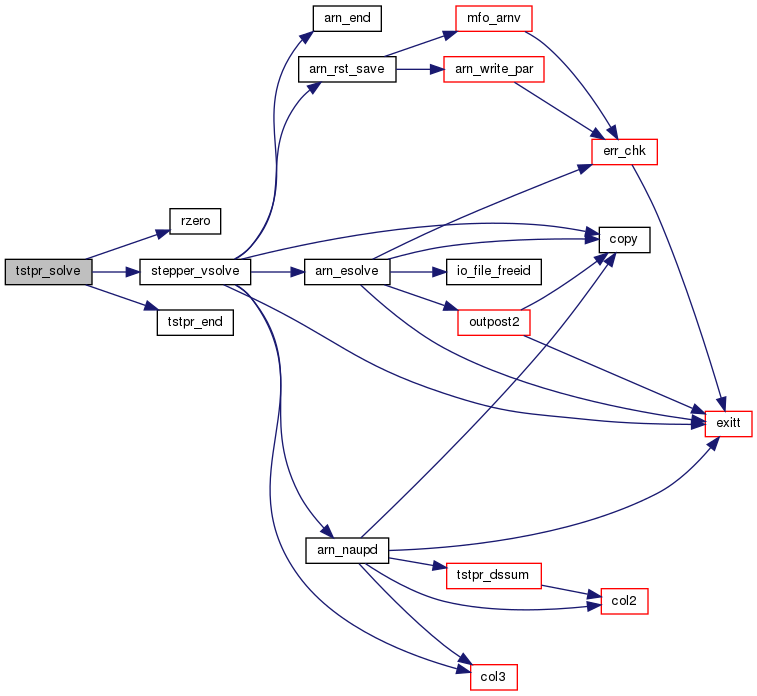 arn_end
mfo_arnv
arn_rst_save
arn_write_par
err_chk
rzero
copy
tstpr_solve
stepper_vsolve
arn_esolve
io_file_freeid
tstpr_end
outpost2
exitt
arn_naupd
tstpr_dssum
col2
col3